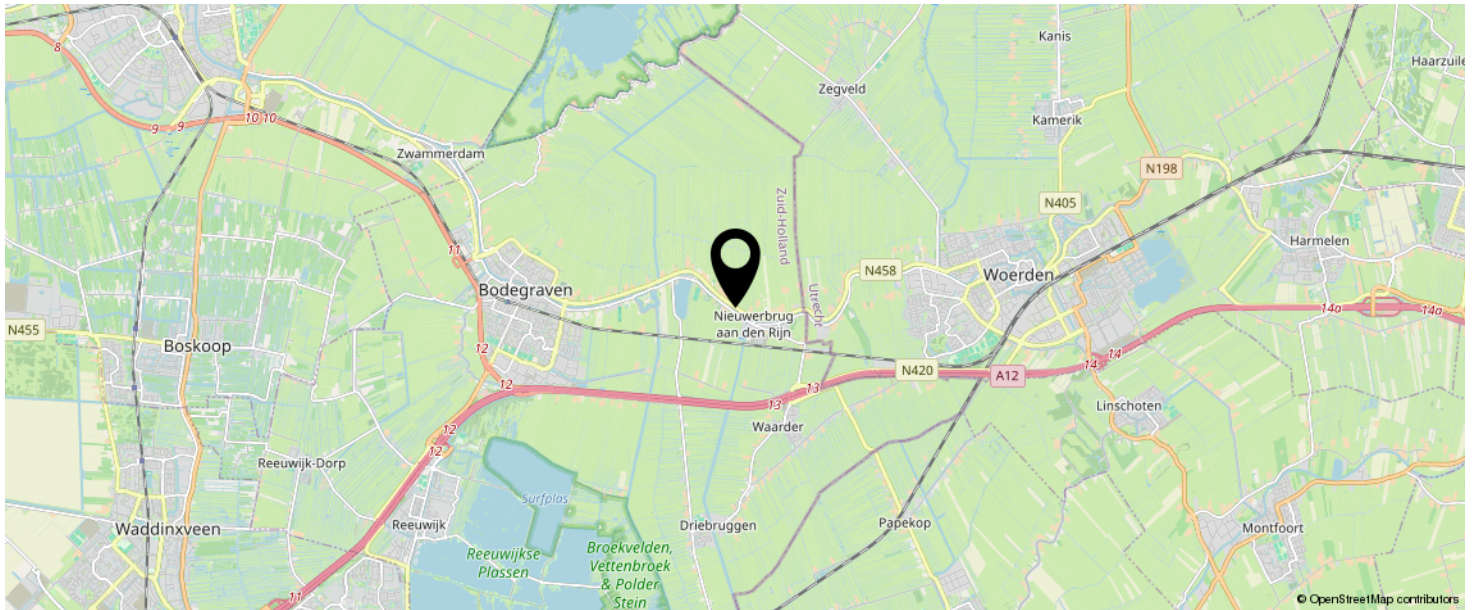 Kanis
8
Haarzuile
Zegveld
10 10
Kamerik
9 9
Zwammerdam
N198
Zuid-Holland
N405
11
Harmelen
N458
Woerden
Bodegraven
Utrecht
14a
14a
Nieuwerbrug
aan den Rijn
N455
Boskoop
12
14
14
N420
A12
12
13
13
Linschoten
Waarder
12
12
Reeuwijk-Dorp
Surfplas
Waddinxveen
Reeuwijk
Driebruggen
Papekop
Montfoort
Reeuwijkse
Plassen
Broekvelden,
Vettenbroek
& Polder
Stein
11
© OpenStreetMap contributors